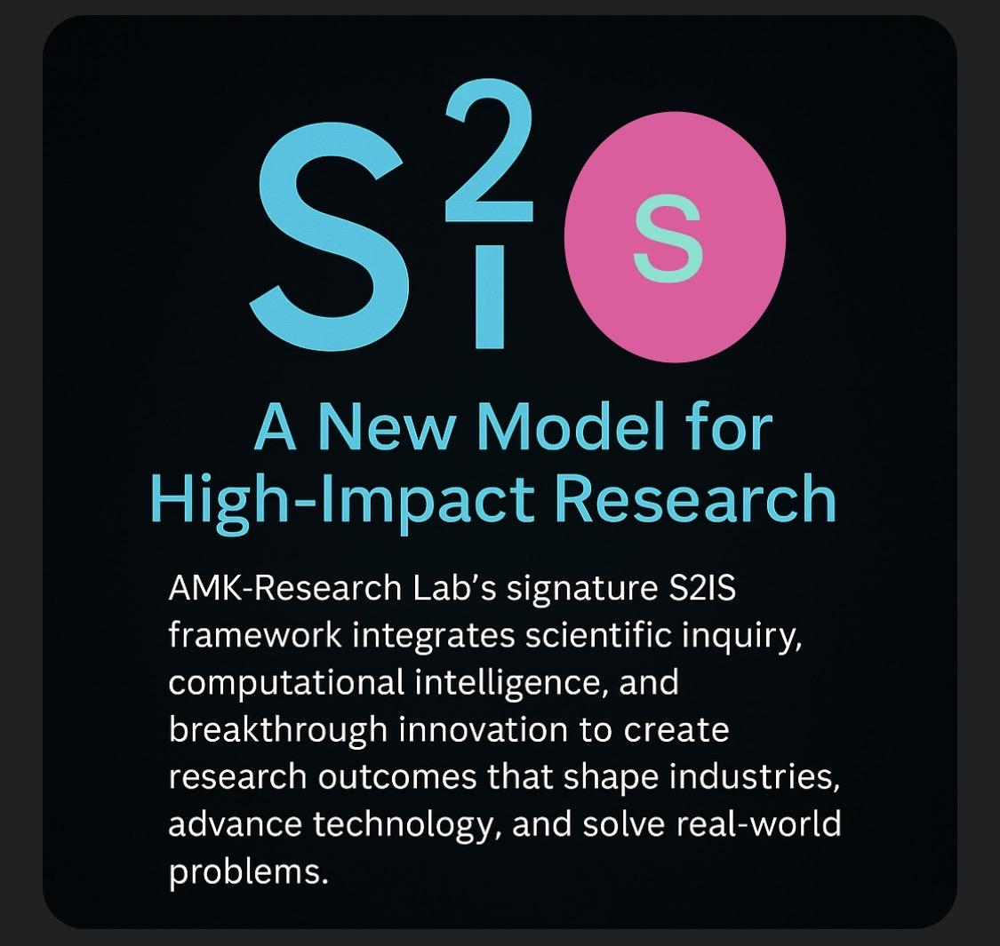 S²I S
A New Model for
High-Impact Research
AMK-Research Lab’s signature S2IS
framework integrates scientific inquiry,
computational intelligence, and
breakthrough innovation to create
research outcomes that shape industries,
advance technology, and solve real-world
problems.